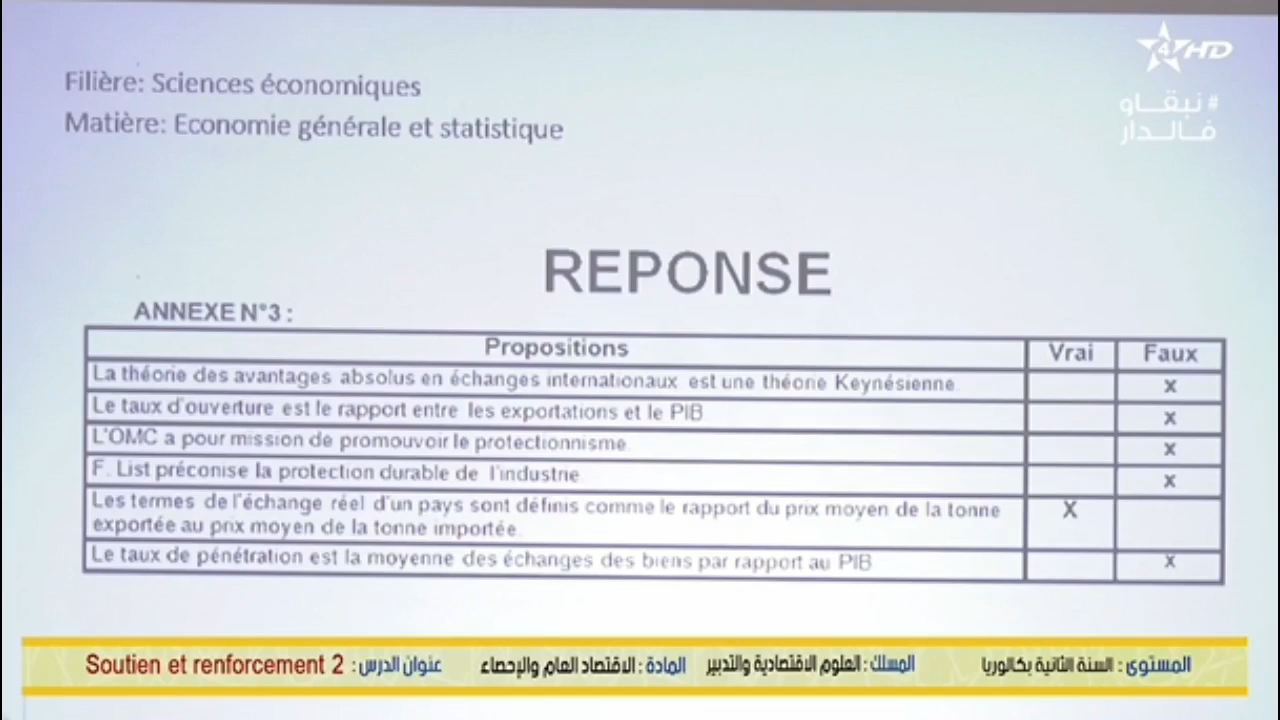 4 HD
# نبقاو
فالدار
Filière: Sciences économiques
Matière: Economie générale et statistique
REPONSE
ANNEXE N°3 :
Propositions Vrai Faux
La théorie des avantages absolus en échanges internationaux est une théorie Keynésienne. x
Le taux d'ouverture est le rapport entre les exportations et le PIB x
L'OMC a pour mission de promouvoir le protectionnisme. x
F. List préconise la protection durable de l'industrie x
Les termes de l'échange réel d'un pays sont définis comme le rapport du prix moyen de la tonne X
exportée au prix moyen de la tonne importée.
Le taux de pénétration est la moyenne des échanges des biens par rapport au PIB x
المستوى : السنة الثانية بكالوريا المسلك : العلوم الاقتصادية والتدبير المادة : الاقتصاد العام والإحصاء عنوان الدرس : Soutien et renforcement 2